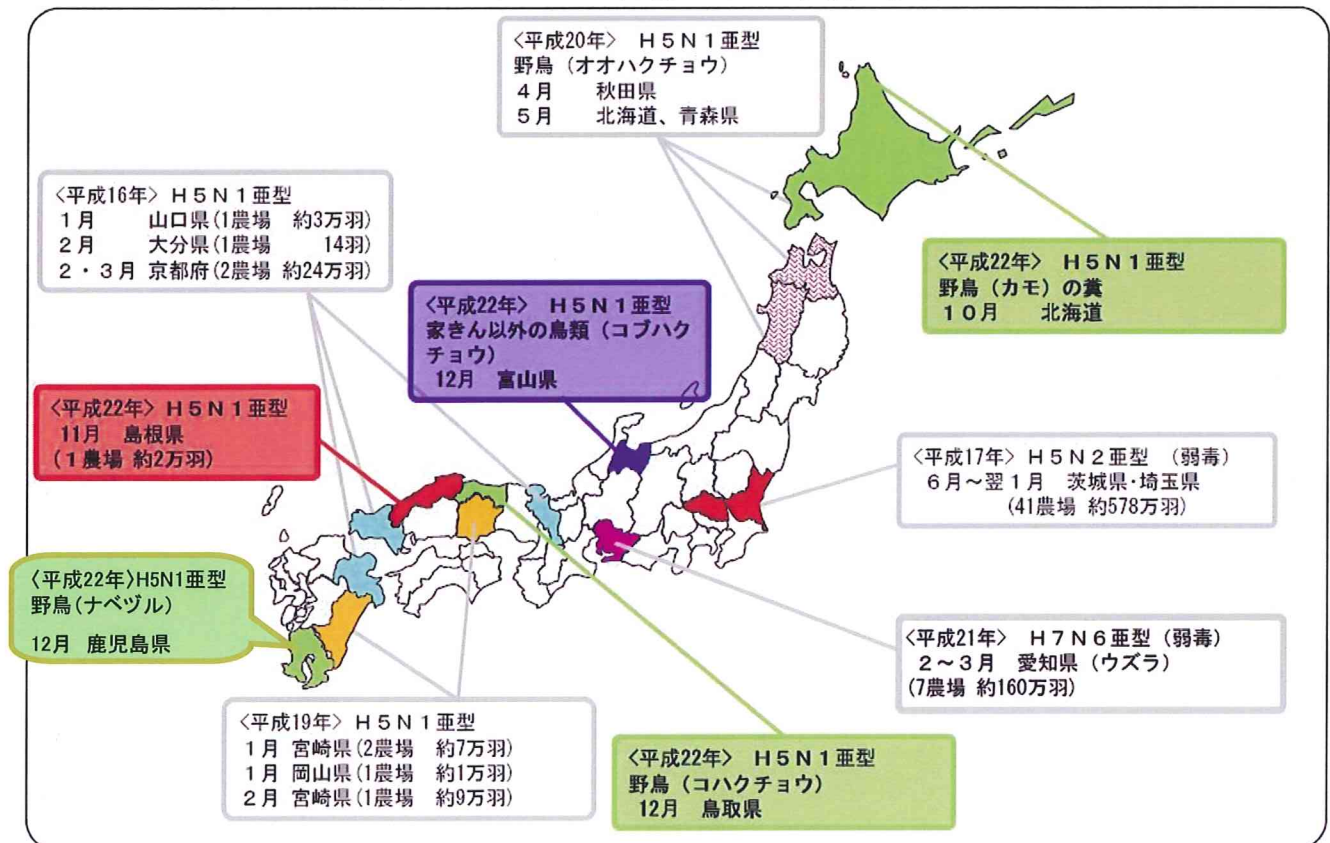 〈平成20年〉 Ｈ５Ｎ１亜型
野鳥（オオハクチョウ）
４月 秋田県
５月 北海道、青森県
〈平成16年〉 Ｈ５Ｎ１亜型
１月 山口県(1農場 約3万羽)
２月 大分県(1農場 14羽)
２・３月 京都府(2農場 約24万羽)
〈平成22年〉 Ｈ５Ｎ１亜型
野鳥（カモ）の糞
１０月 北海道
〈平成22年〉 Ｈ５Ｎ１亜型
家きん以外の鳥類（コブハク
チョウ）
12月 富山県
〈平成22年〉Ｈ５Ｎ１亜型
11月 島根県
(１農場 約2万羽)
〈平成17年〉Ｈ５Ｎ２亜型 （弱毒）
６月～翌１月 茨城県･埼玉県
(41農場 約578万羽)
〈平成22年〉H5N1亜型
野鳥(ナベヅル)
12月 鹿児島県
〈平成21年〉 Ｈ７Ｎ６亜型（弱毒）
２～３月 愛知県（ウズラ）
(7農場 約160万羽)
〈平成19年〉Ｈ５Ｎ１亜型
１月 宮崎県(2農場 約7万羽)
１月 岡山県(1農場 約1万羽)
２月 宮崎県(1農場 約9万羽)
〈平成22年〉 Ｈ５Ｎ１亜型
野鳥（コハクチョウ）
12月 鳥取県